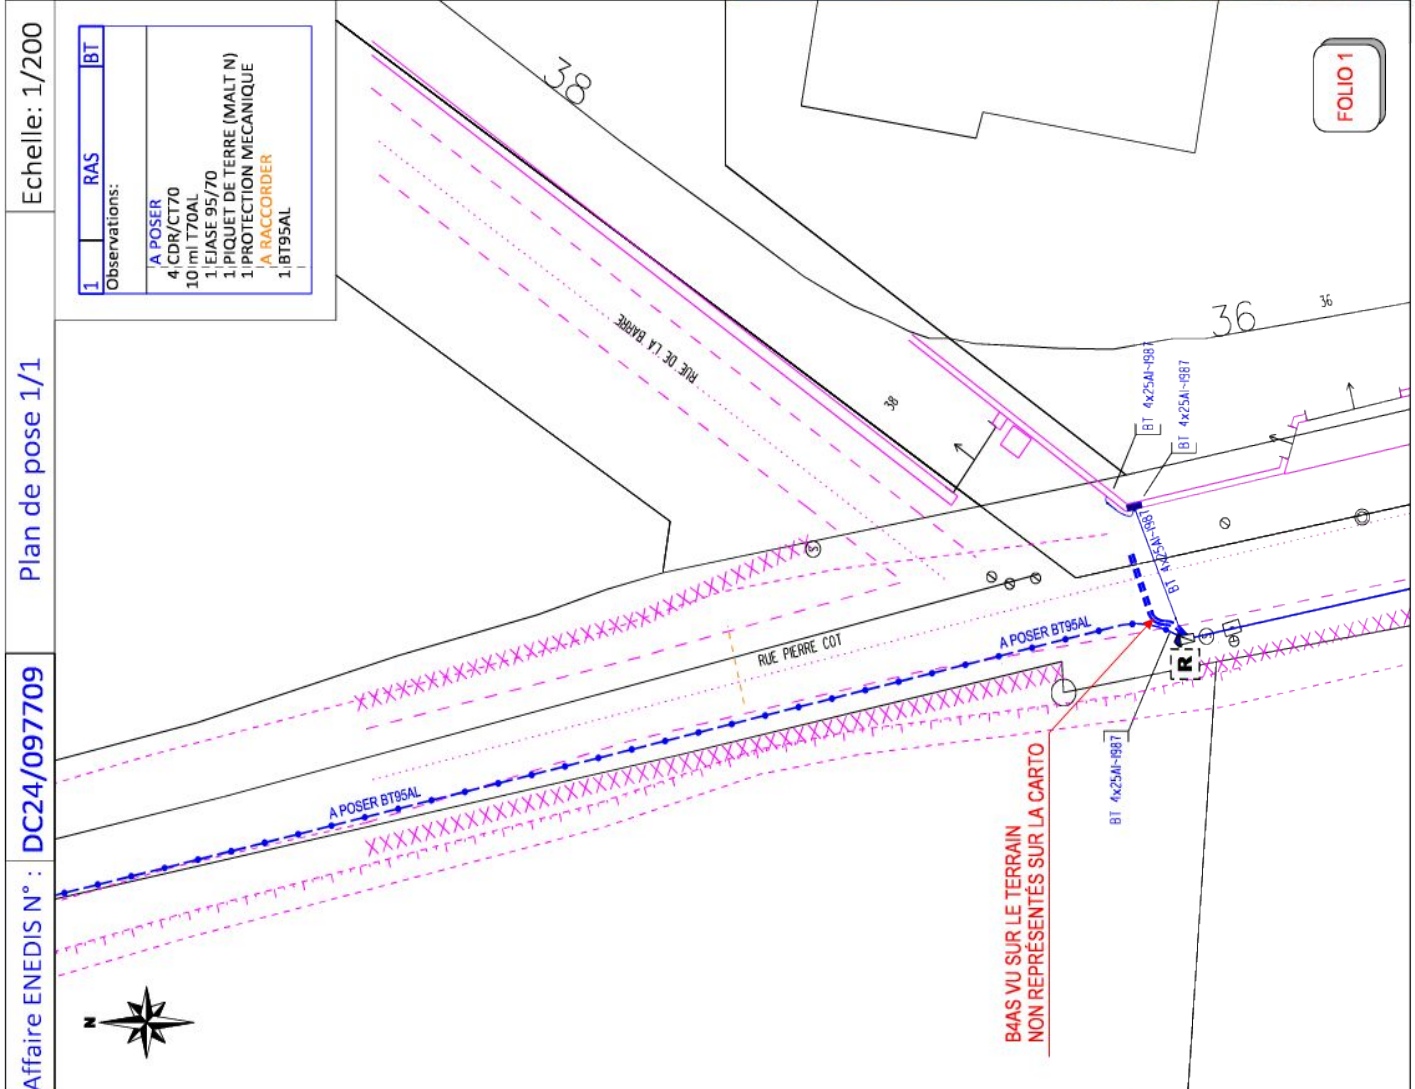 Affaire ENEDIS N° : DC24/097709
Plan de pose 1/1
Echelle: 1/200
1 RAS BT
Observations:
A POSER
4 CDR/CT70
10 ml T70AL
1 EJASE 95/70
1 PIQUET DE TERRE (MALT N)
1 PROTECTION MECANIQUE
A RACCORDER
1 BT95AL
FOLIO 1
38
RUE DE LA BARRE
38
36
36
BT 4x25Al-1987
BT 4x25Al-1987
BT 4x25Al-1987
A POSER BT95AL
RUE PIERRE COT
A POSER BT95AL
S
S
R
BT 4x25Al-1987
B4AS VU SUR LE TERRAIN
NON REPRÉSENTÉS SUR LA CARTO
N